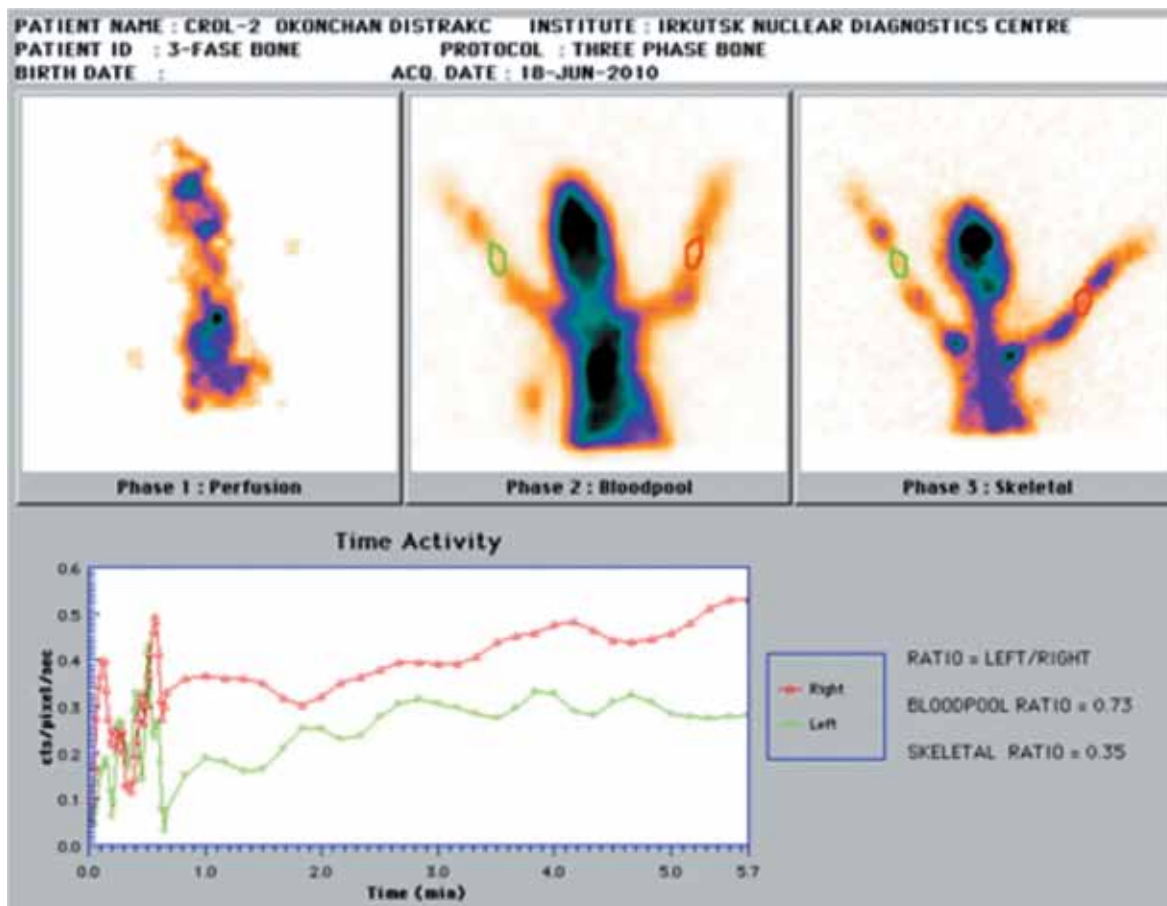 PATIENT NAME : CROL-2 OKONCHAN DISTRAKC INSTITUTE : IRKUTSK NUCLEAR DIAGNOSTICS CENTRE
PATIENT ID : 3-FASE BONE PROTOCOL : THREE PHASE BONE
BIRTH DATE : ACQ. DATE : 18-JUN-2010
Phase 1 : Perfusion Phase 2 : Bloodpool Phase 3 : Skeletal
Time Activity
cts/pixel/sec
0.6
0.5
0.4
0.3
0.2
0.1
0.0
0.0 1.0 2.0 3.0 4.0 5.0 5.7
Time (min)
Right
Left
RATIO = LEFT/RIGHT
BLOODPOOL RATIO = 0.73
SKELETAL RATIO = 0.35